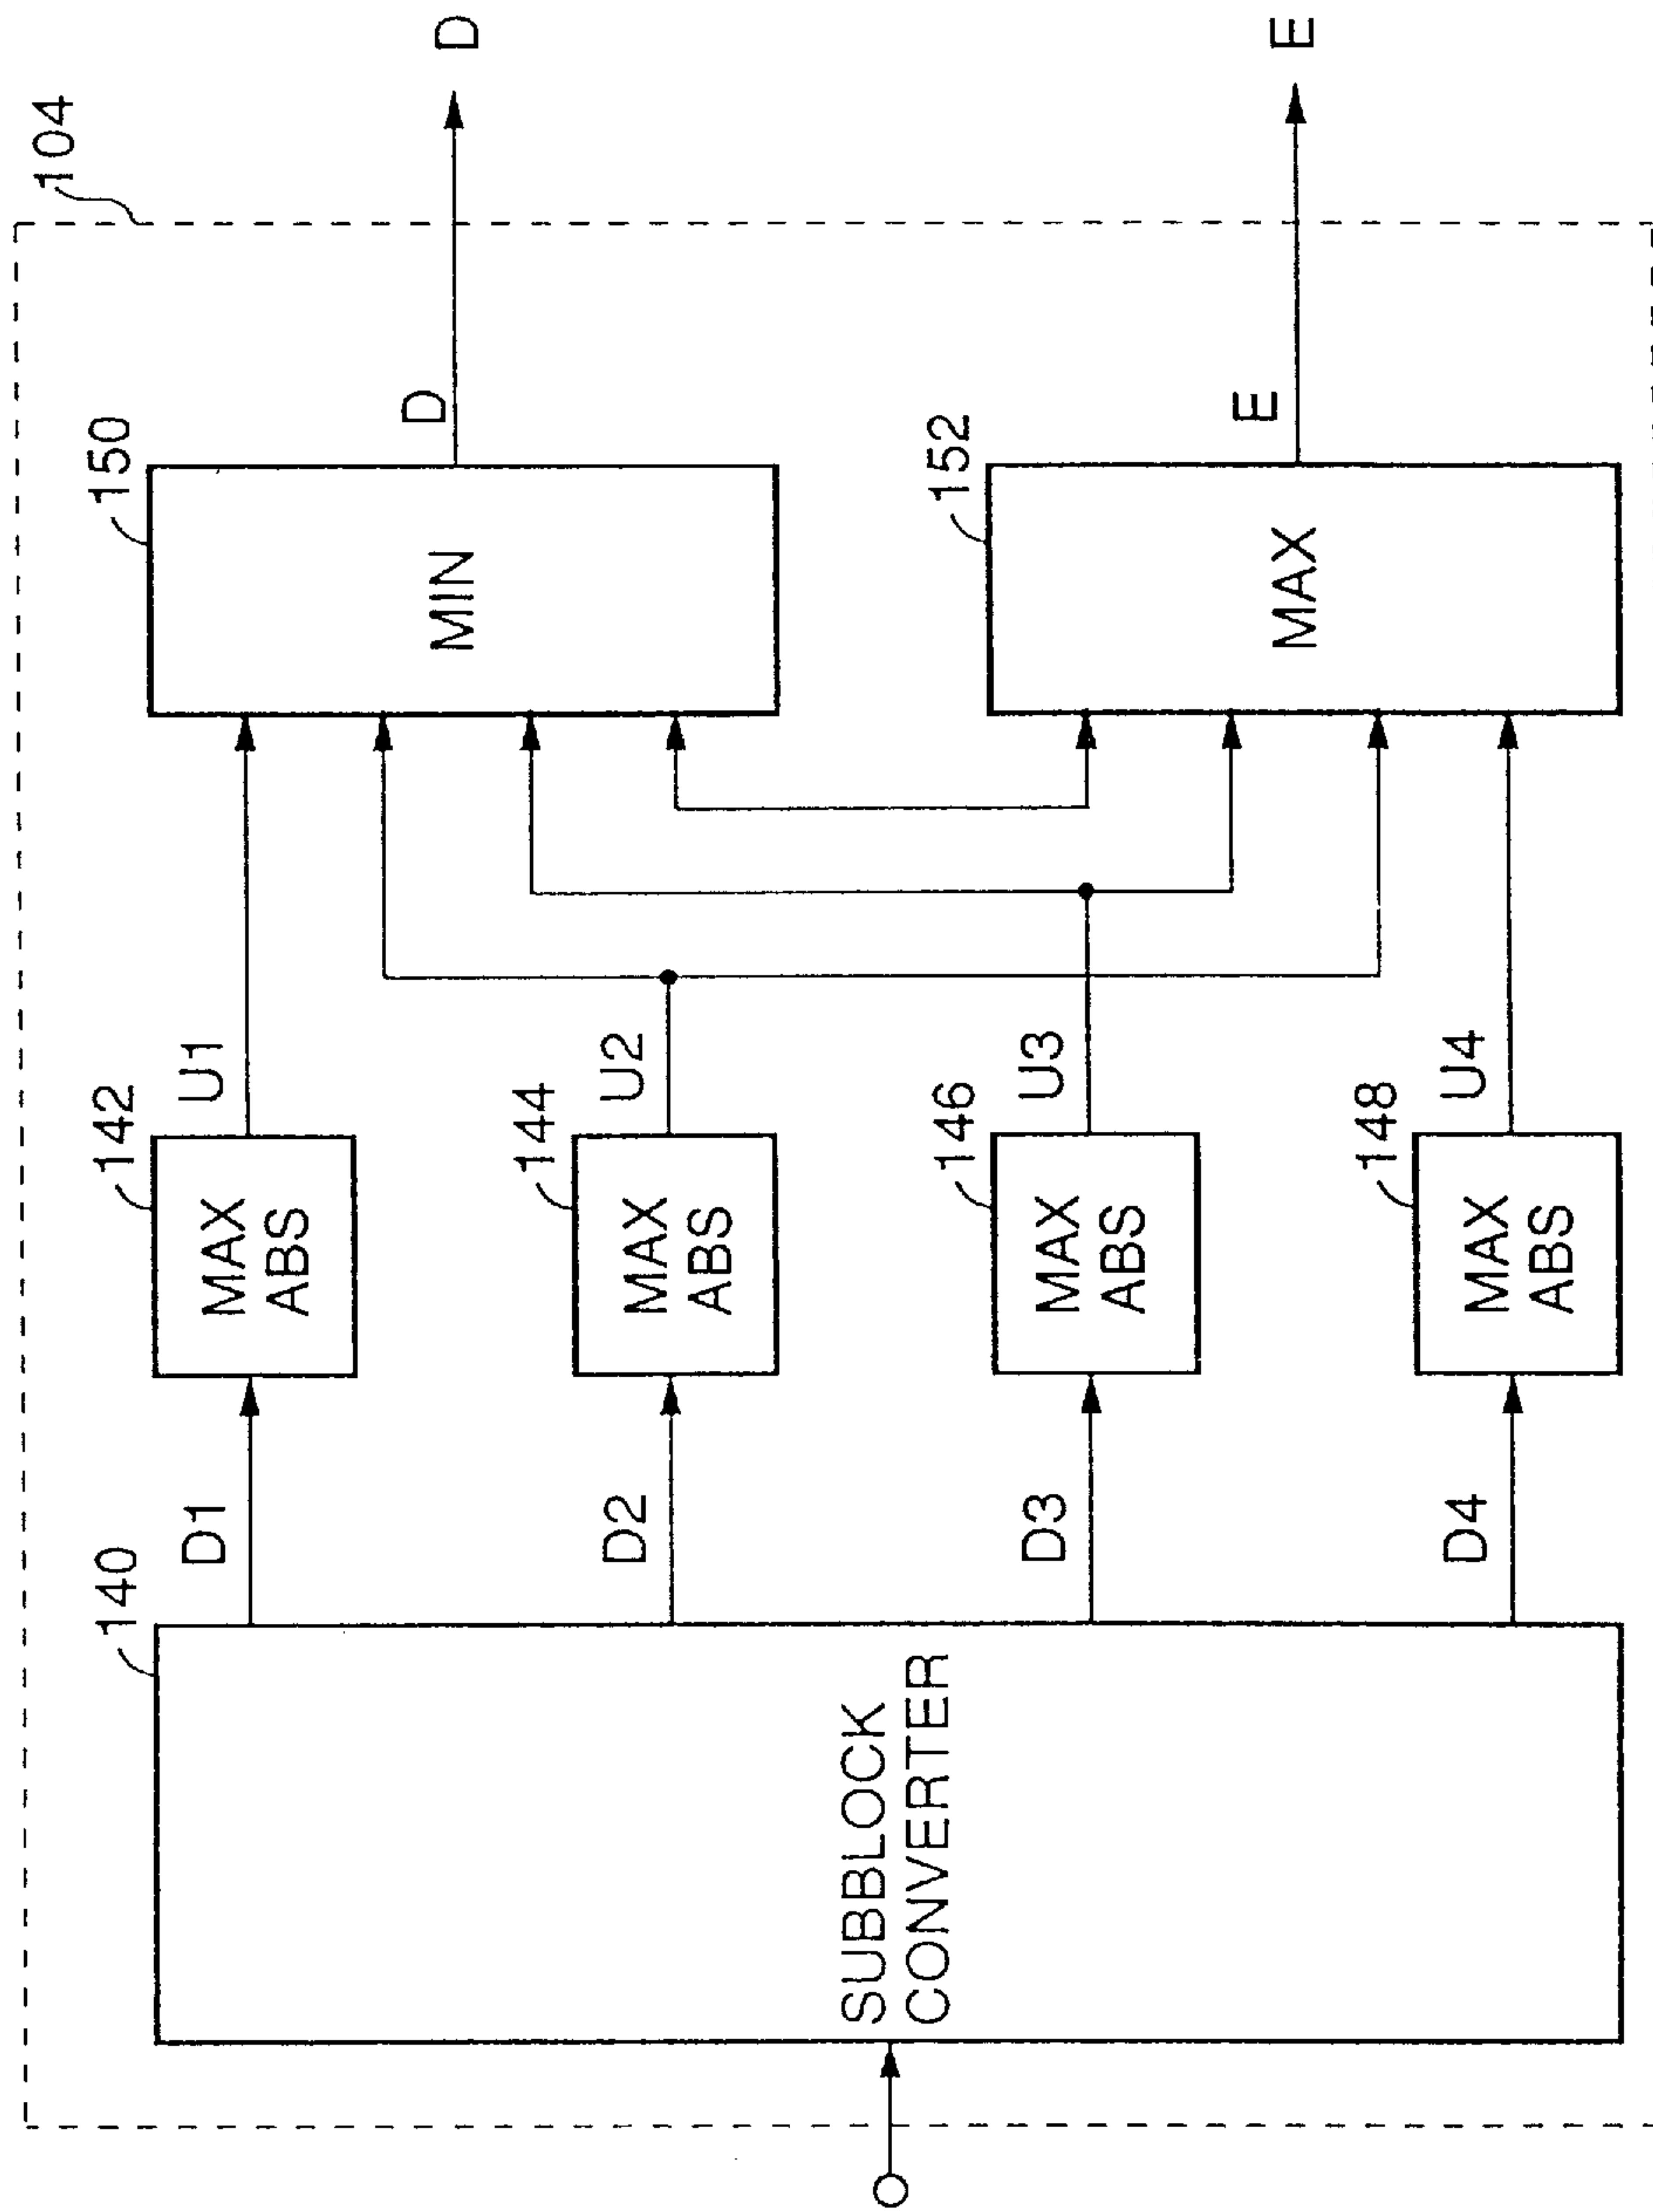 104
140
SUBBLOCK
CONVERTER
D1
D2
D3
D4
142
MAX
ABS
U1
144
MAX
ABS
U2
146
MAX
ABS
U3
148
MAX
ABS
U4
150
MIN
D
D
152
MAX
E
E